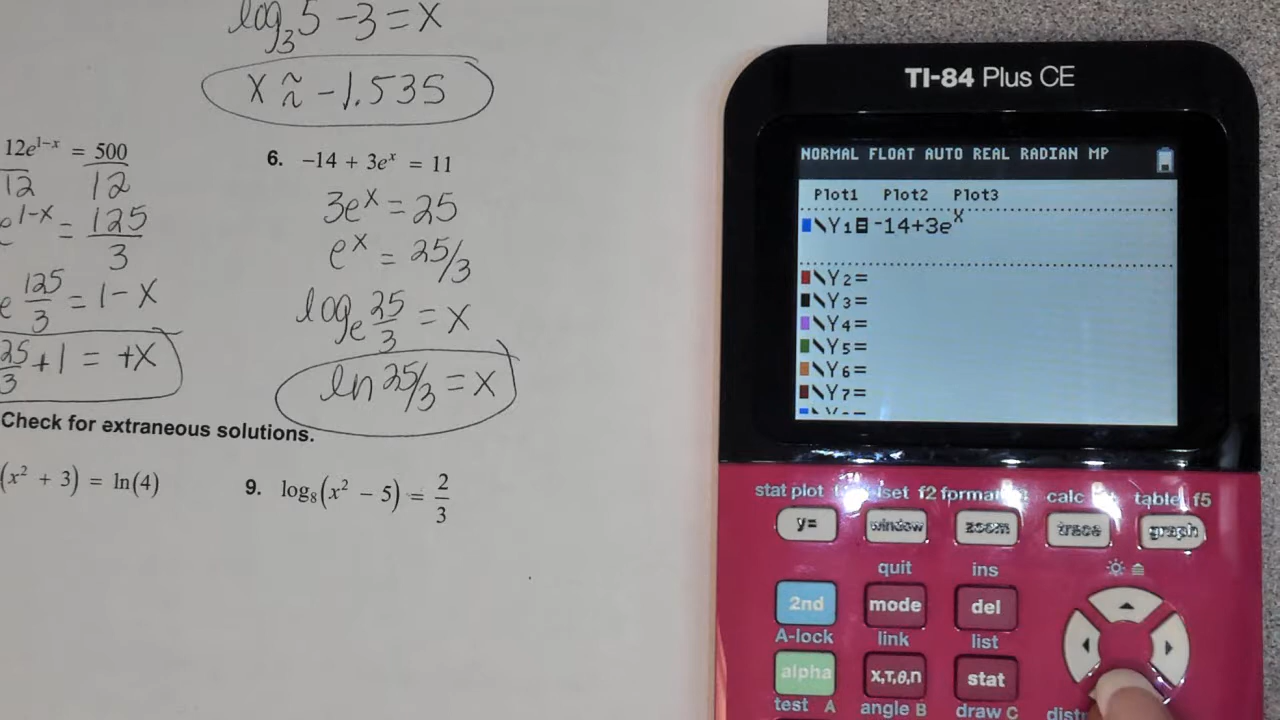 log₃5 - 3 = x
x ≈ -1.535
12e^(1-x) = 500
12 12
e^(1-x) = 125/3
e 125/3 = 1 - x
25/3 + 1 = +x
6. -14 + 3e^x = 11
3e^x = 25
e^x = 25/3
log_e 25/3 = x
ln 25/3 = x
Check for extraneous solutions.
(x² + 3) = ln(4)
9. log₈(x² - 5) = 2/3
TI-84 Plus CE
NORMAL FLOAT AUTO REAL RADIAN MP
Plot1 Plot2 Plot3
\Y₁=-14+3e^x
\Y₂=
\Y₃=
\Y₄=
\Y₅=
\Y₆=
\Y₇=
stat plot f2 calc table f5
y= window zoom trace graph
quit ins
2nd mode del
A-lock link list
alpha X,T,θ,n stat
test A angle B draw C distr